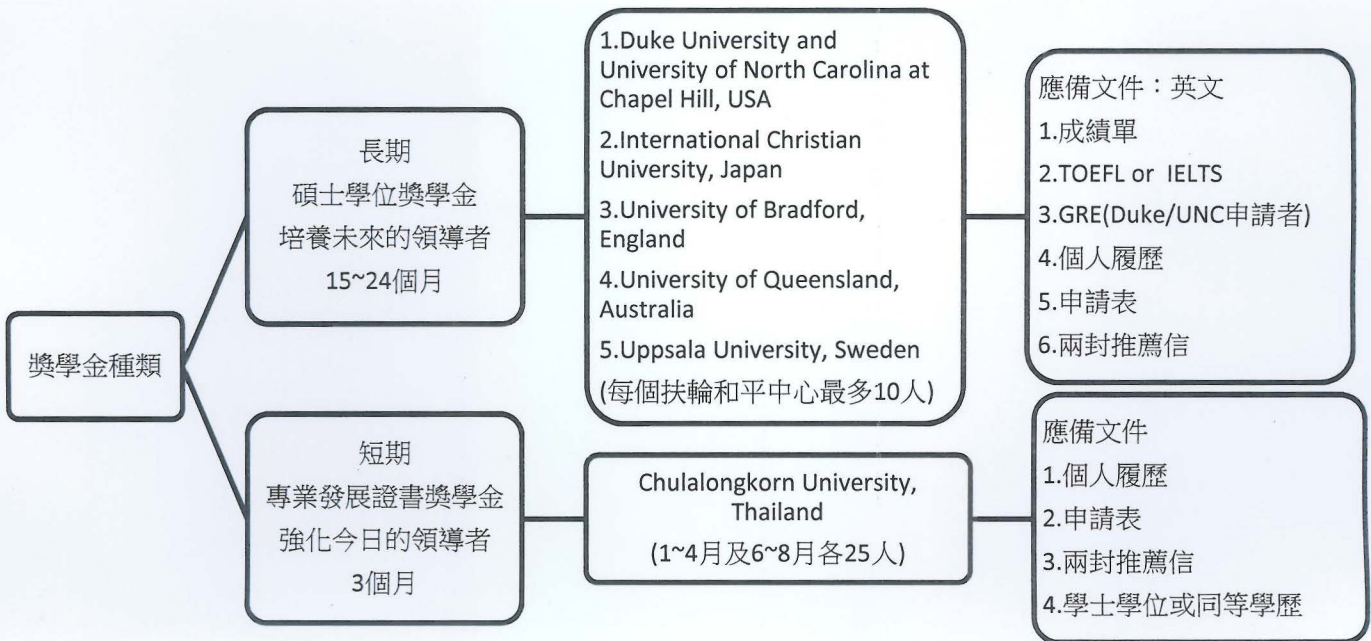 獎學金種類
長期
碩士學位獎學金
培養未來的領導者
15~24個月
1.Duke University and
University of North Carolina at
Chapel Hill, USA
2.International Christian
University, Japan
3.University of Bradford,
England
4.University of Queensland,
Australia
5.Uppsala University, Sweden
(每個扶輪和平中心最多10人)
應備文件：英文
1.成績單
2.TOEFL or IELTS
3.GRE(Duke/UNC申請者)
4.個人履歷
5.申請表
6.兩封推薦信
短期
專業發展證書獎學金
強化今日的領導者
3個月
Chulalongkorn University,
Thailand
(1~4月及6~8月各25人)
應備文件
1.個人履歷
2.申請表
3.兩封推薦信
4.學士學位或同等學歷